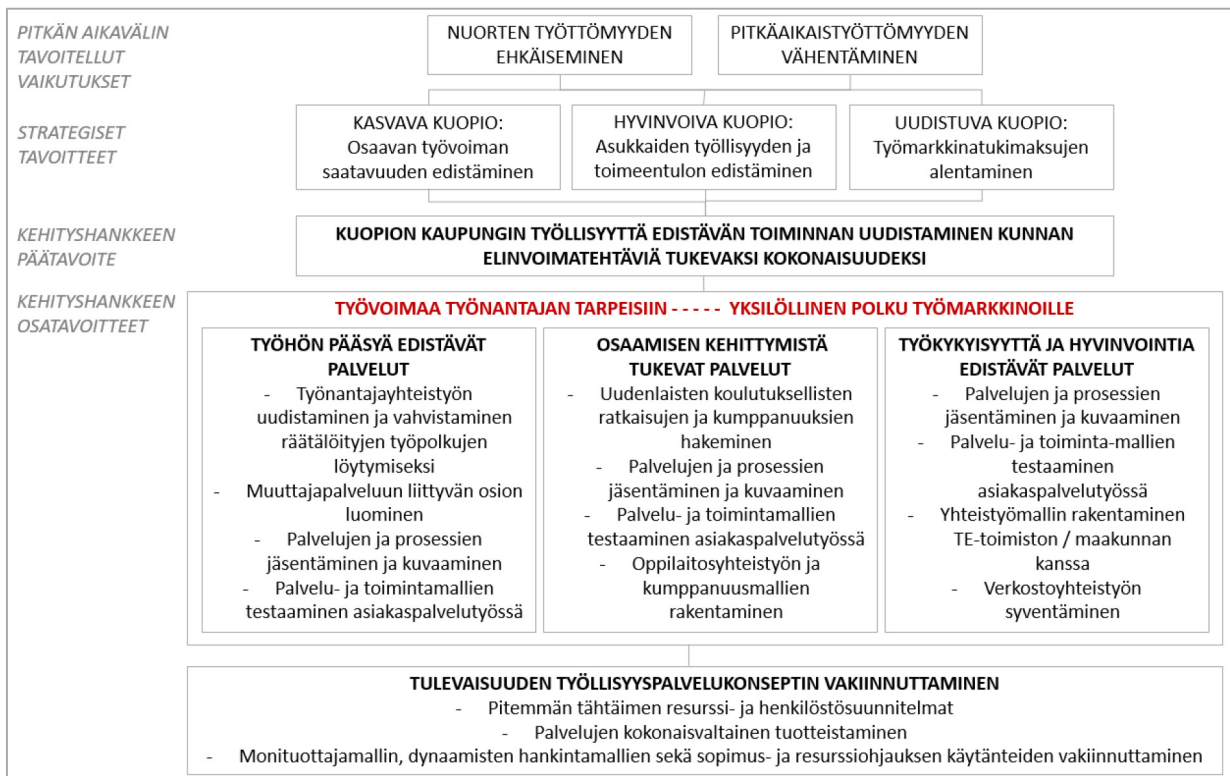 PITKÄN AIKAVÄLIN
TAVOITELLUT
VAIKUTUKSET
NUORTEN TYÖTTÖMYYDEN
EHKÄISEMINEN
PITKÄAIKAISTYÖTTÖMYYDEN
VÄHENTÄMINEN
STRATEGISET
TAVOITTEET
KASVAVA KUOPIO:
Osaavan työvoiman
saatavuuden edistäminen
HYVINVOIVA KUOPIO:
Asukkaiden työllisyyden ja
toimeentulon edistäminen
UUDISTUVA KUOPIO:
Työmarkkinatukimaksujen
alentaminen
KEHITYSHANKKEEN
PÄÄTAVOITE
KUOPION KAUPUNGIN TYÖLLISYYTTÄ EDISTÄVÄN TOIMINNAN UUDISTAMINEN KUNNAN
ELINVOIMATEHTÄVIÄ TUKEVAKSI KOKONAISUUDEKSI
KEHITYSHANKKEEN
OSATAVOITTEET
TYÖVOIMAA TYÖNANTAJAN TARPEISIIN - - - - - YKSILÖLLINEN POLKU TYÖMARKKINOILLE
TYÖHÖN PÄÄSYÄ EDISTÄVÄT
PALVELUT
- Työnantajayhteistyön
uudistaminen ja vahvistaminen
räätälöityjen työpolkujen
löytymiseksi
- Muuttajapalveluun liittyvän osion
luominen
- Palvelujen ja prosessien
jäsentäminen ja kuvaaminen
- Palvelu- ja toimintamallien
testaaminen asiakaspalvelutyössä
OSAAMISEN KEHITTYMISTÄ
TUKEVAT PALVELUT
- Uudenlaisten koulutuksellisten
ratkaisujen ja kumppanuuksien
hakeminen
- Palvelujen ja prosessien
jäsentäminen ja kuvaaminen
- Palvelu- ja toimintamallien
testaaminen asiakaspalvelutyössä
- Oppilaitosyhteistyön ja
kumppanuusmallien
rakentaminen
TYÖKYKYISYYTTÄ JA HYVINVOINTIA
EDISTÄVÄT PALVELUT
- Palvelujen ja prosessien
jäsentäminen ja kuvaaminen
- Palvelu- ja toiminta-mallien
testaaminen
asiakaspalvelutyössä
- Yhteistyömallin rakentaminen
TE-toimiston / maakunnan
kanssa
- Verkostoyhteistyön
syventäminen
TULEVAISUUDEN TYÖLLISYYSPALVELUKONSEPTIN VAKIINNUTTAMINEN
- Pitemmän tähtäimen resurssi- ja henkilöstösuunnitelmat
- Palvelujen kokonaisvaltainen tuotteistaminen
- Monituottajamallin, dynaamisten hankintamallien sekä sopimus- ja resurssiohjauksen käytänteiden vakiinnuttaminen